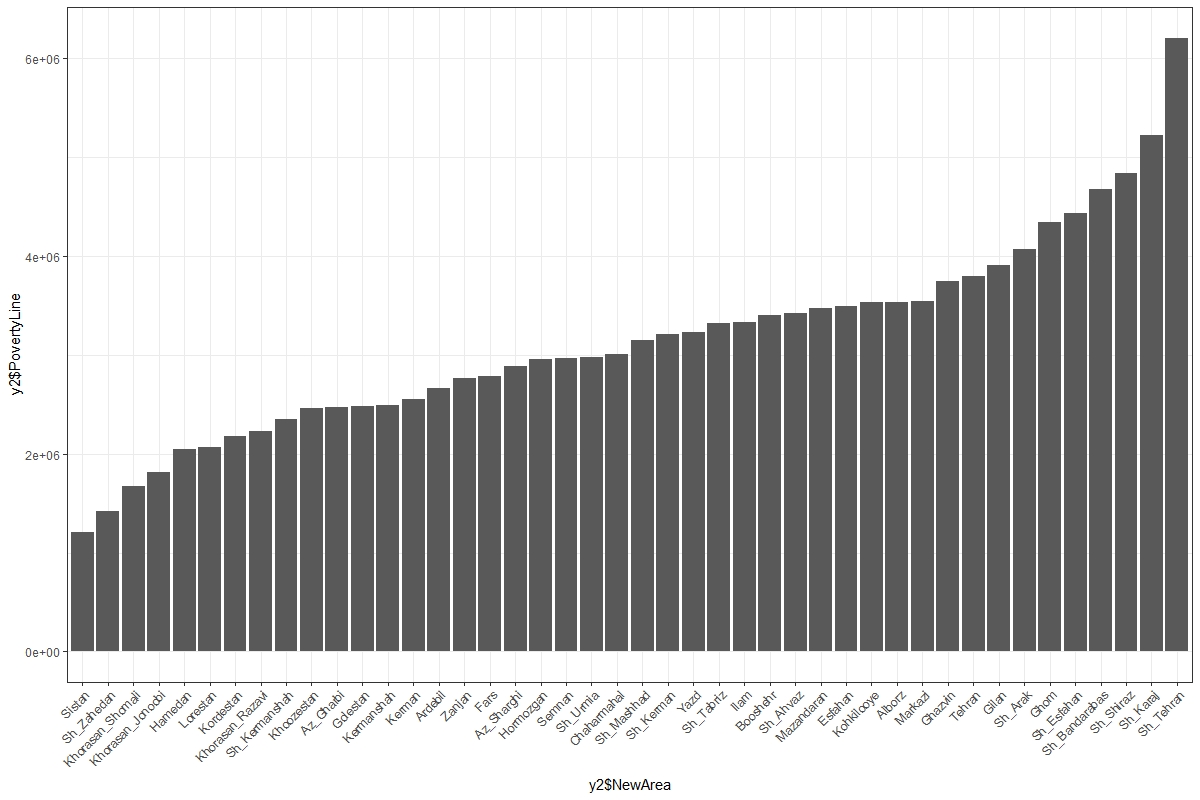 6e+06
4e+06
2e+06
0e+00
y2$PovertyLine
Sistan
Sh_Zahedan
Khorasan_Shomali
Khorasan_Jonoobi
Hamedan
Lorestan
Kordestan
Khorasan_Razavi
Sh_Kermanshah
Khoozestan
Az_Gharbi
Golestan
Kermanshah
Kerman
Ardebil
Zanjan
Fars
Az_Sharghi
Hormozgan
Semnan
Sh_Urmia
Chaharmahal
Sh_Mashhad
Sh_Kerman
Yazd
Sh_Tabriz
Ilam
Booshehr
Sh_Ahvaz
Mazandaran
Esfahan
Kohkilooye
Alborz
Markazi
Ghazvin
Tehran
Gilan
Sh_Arak
Ghom
Sh_Esfahan
Sh_Bandarabas
Sh_Shiraz
Sh_Karaj
Sh_Tehran
y2$NewArea